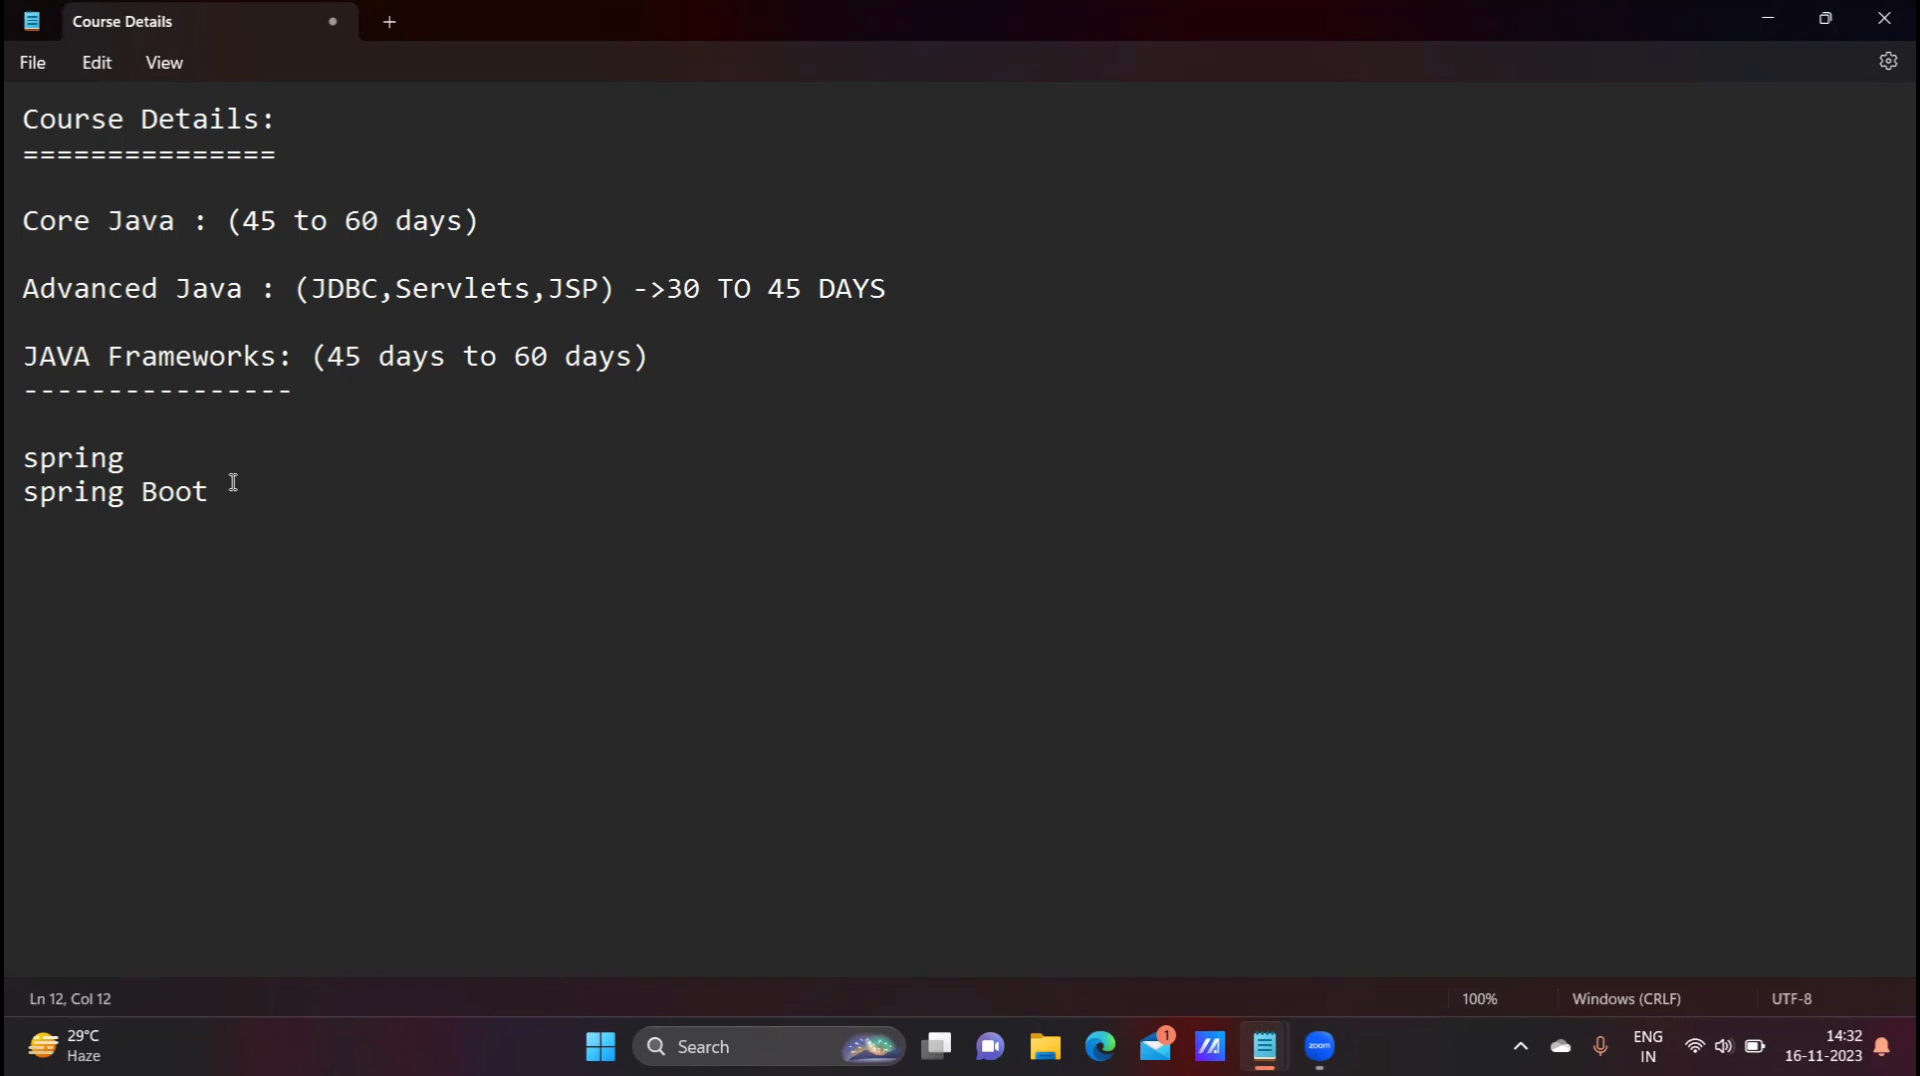 Course Details
File Edit View
Course Details:
===============
Core Java : (45 to 60 days)
Advanced Java : (JDBC,Servlets,JSP) ->30 TO 45 DAYS
JAVA Frameworks: (45 days to 60 days)
----------------
spring
spring Boot
Ln 12, Col 12 100% Windows (CRLF) UTF-8
29°C
Haze
Search
1
zoom
ENG
IN
14:32
16-11-2023